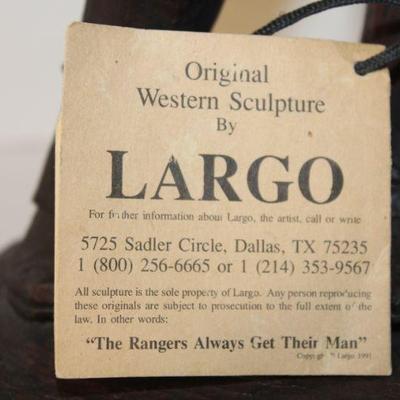 Original
Western Sculpture
By
LARGO
For further information about Largo, the artist, call or write
5725 Sadler Circle, Dallas, TX 75235
1 (800) 256-6665 or 1 (214) 353-9567
All sculpture is the sole property of Largo. Any person reproducing
these originals are subject to prosecution to the full extent of the
law. In other words:
“The Rangers Always Get Their Man”
Copyright © Largo 1991